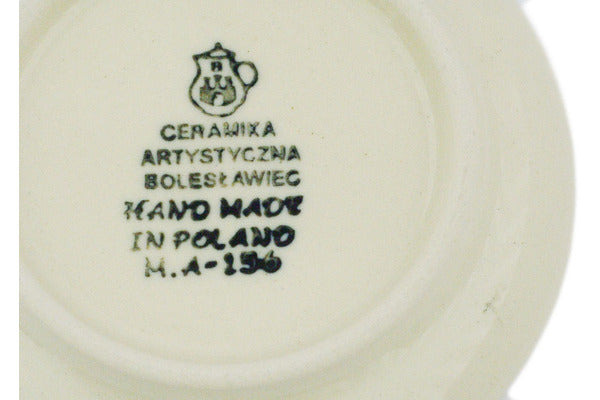 CERAMIKA
ARTYSTYCZNA
BOLESŁAWIEC
HAND MADE
IN POLAND
M.A-156